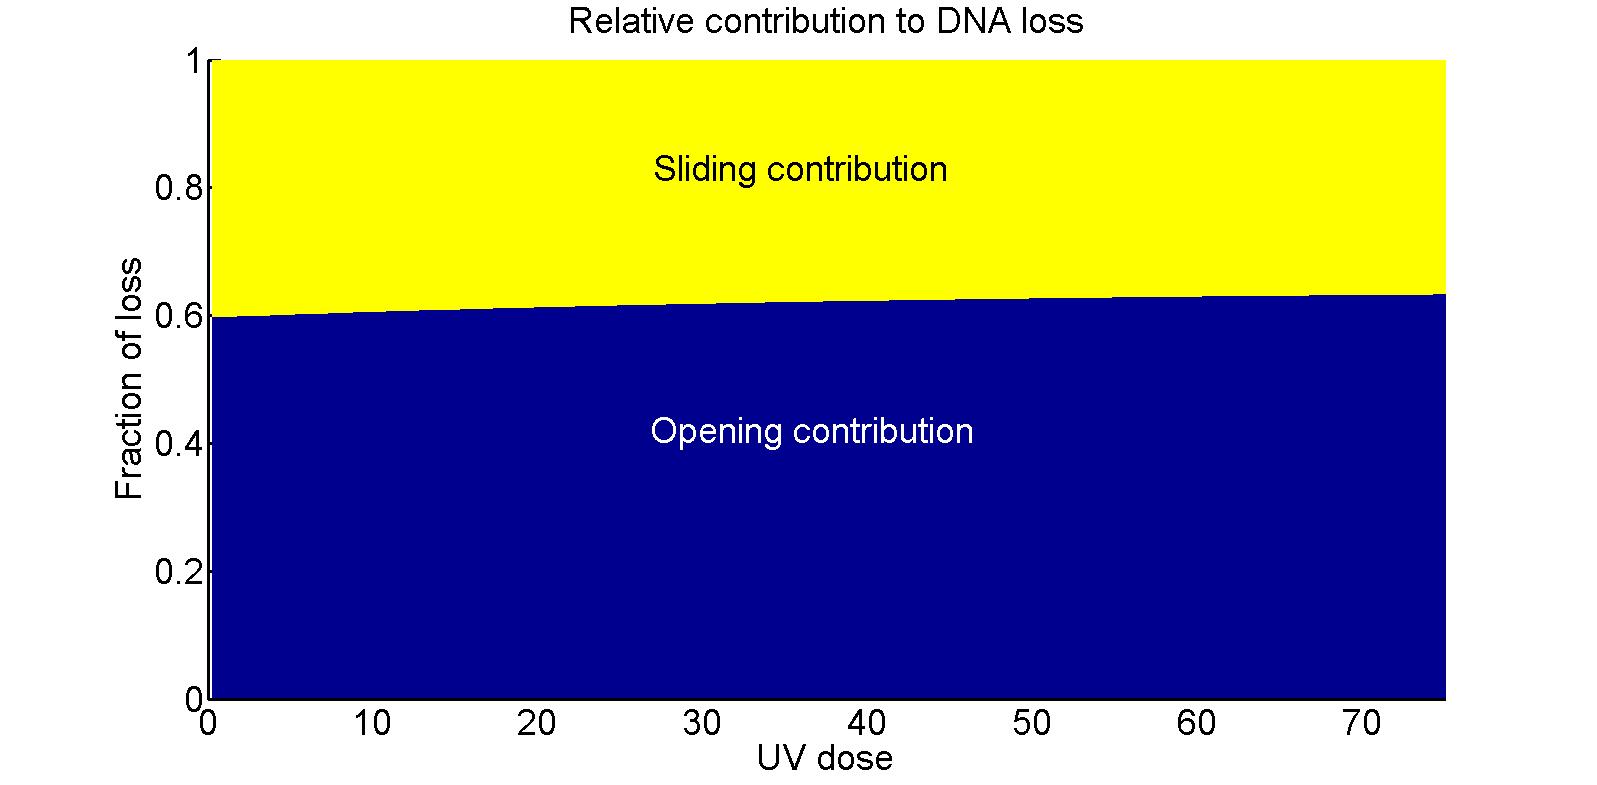 Relative contribution to DNA loss
1
Sliding contribution
0.8
0.6
Fraction of loss
Opening contribution
0.4
0.2
0
0 10 20 30 40 50 60 70
UV dose